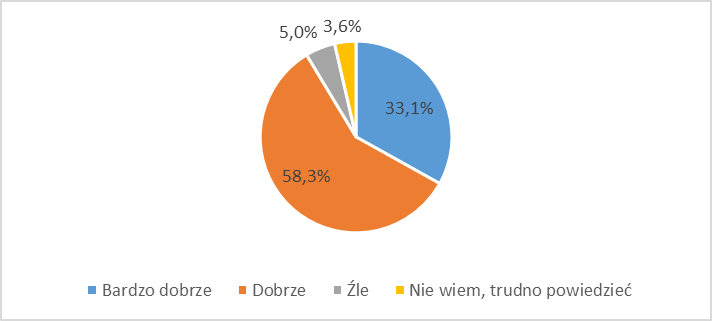 5,0% 3,6%
33,1%
58,3%
Bardzo dobrze Dobrze Źle Nie wiem, trudno powiedzieć